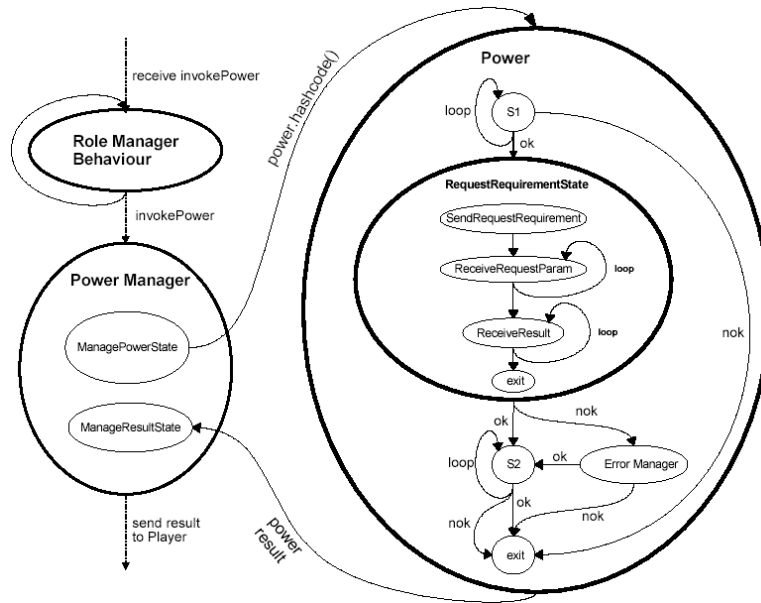 receive invokePower
Role Manager
Behaviour
invokePower
Power Manager
ManagePowerState
ManageResultState
send result
to Player
power.hashcode()
power
result
Power
S1
loop
ok
nok
RequestRequirementState
SendRequestRequirement
ReceiveRequestParam
loop
ReceiveResult
loop
exit
ok
nok
S2
loop
ok
Error Manager
ok
nok
nok
exit